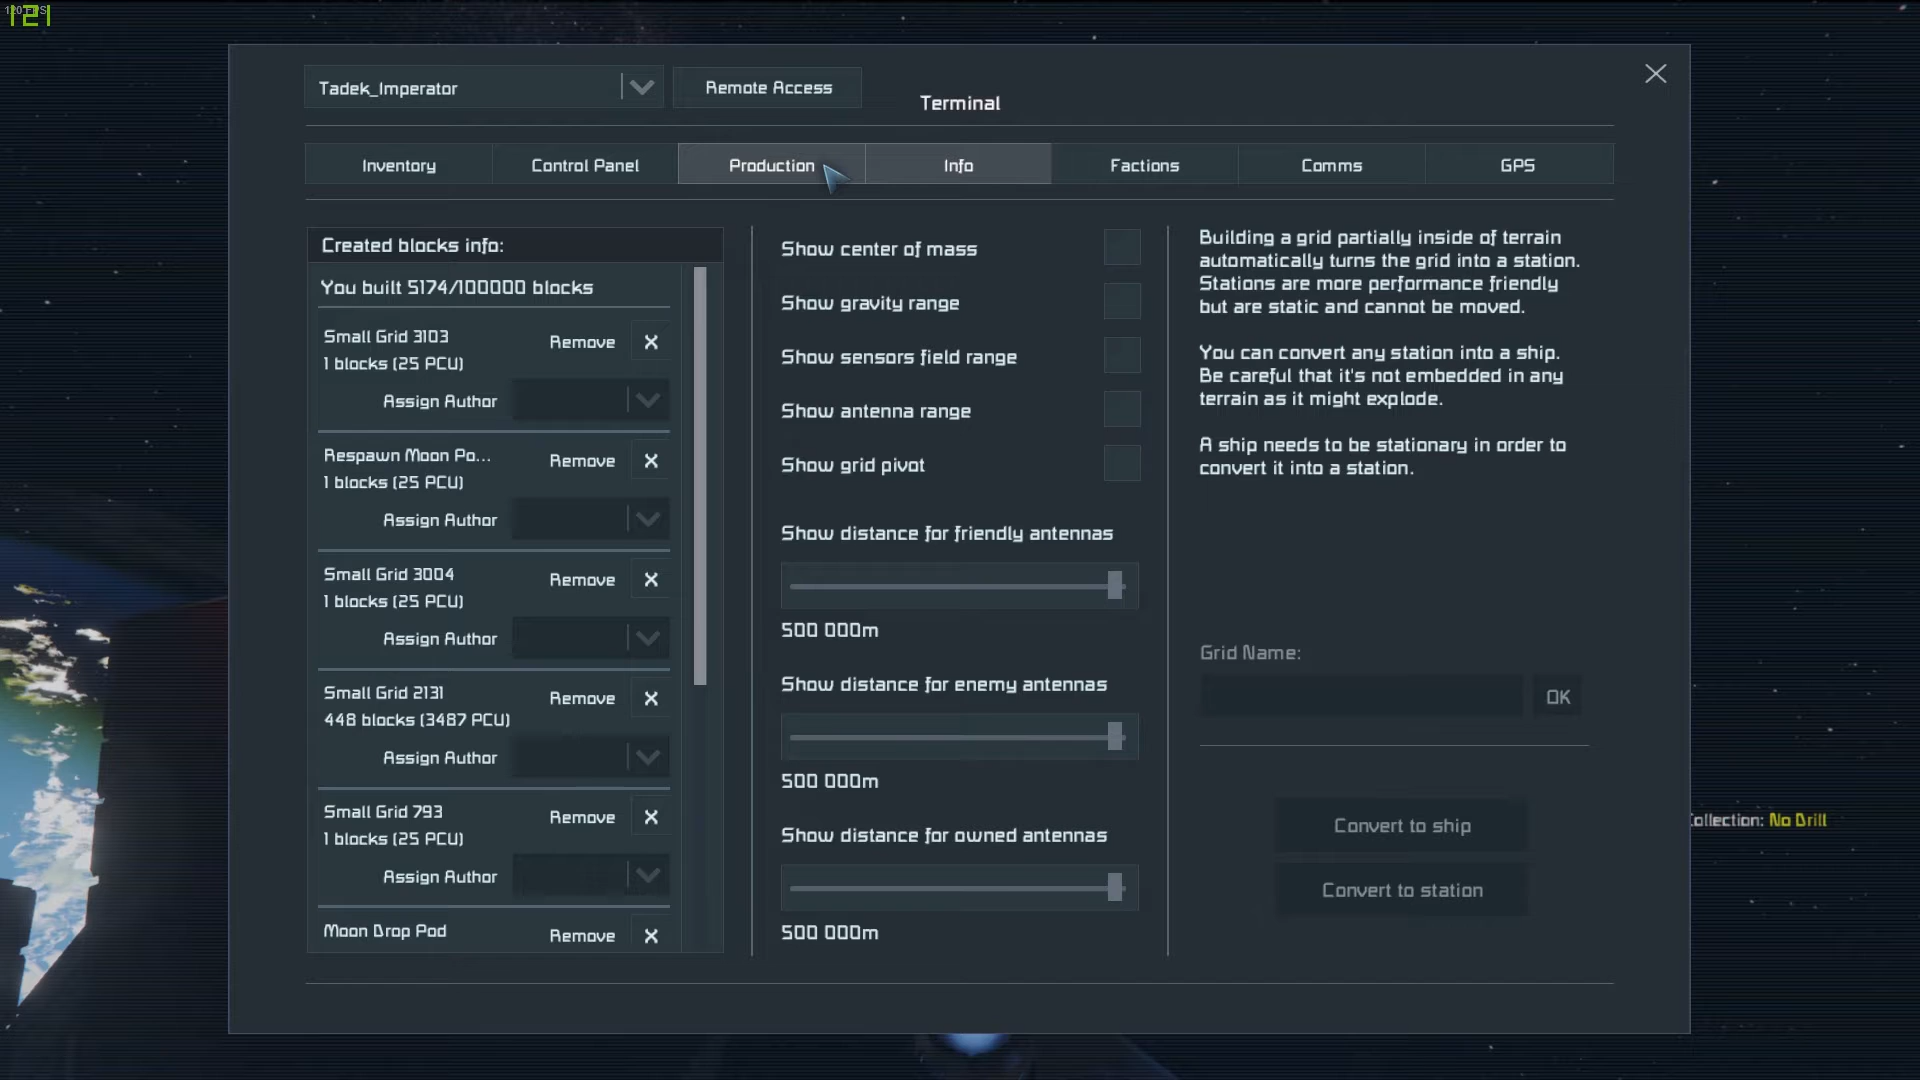 121
120 FPS
Tadek_Imperator
Remote Access
Terminal
Inventory
Control Panel
Production
Info
Factions
Comms
GPS
Created blocks info:
You built 5174/100000 blocks
Small Grid 3103
1 blocks (25 PCU)
Remove
X
Assign Author
Respawn Moon Po...
1 blocks (25 PCU)
Remove
X
Assign Author
Small Grid 3004
1 blocks (25 PCU)
Remove
X
Assign Author
Small Grid 2131
448 blocks (3487 PCU)
Remove
X
Assign Author
Small Grid 793
1 blocks (25 PCU)
Remove
X
Assign Author
Moon Drop Pod
Remove
X
Show center of mass
Show gravity range
Show sensors field range
Show antenna range
Show grid pivot
Show distance for friendly antennas
500 000m
Show distance for enemy antennas
500 000m
Show distance for owned antennas
500 000m
Building a grid partially inside of terrain
automatically turns the grid into a station.
Stations are more performance friendly
but are static and cannot be moved.
You can convert any station into a ship.
Be careful that it's not embedded in any
terrain as it might explode.
A ship needs to be stationary in order to
convert it into a station.
Grid Name:
OK
Convert to ship
Convert to station
ollection: No Drill